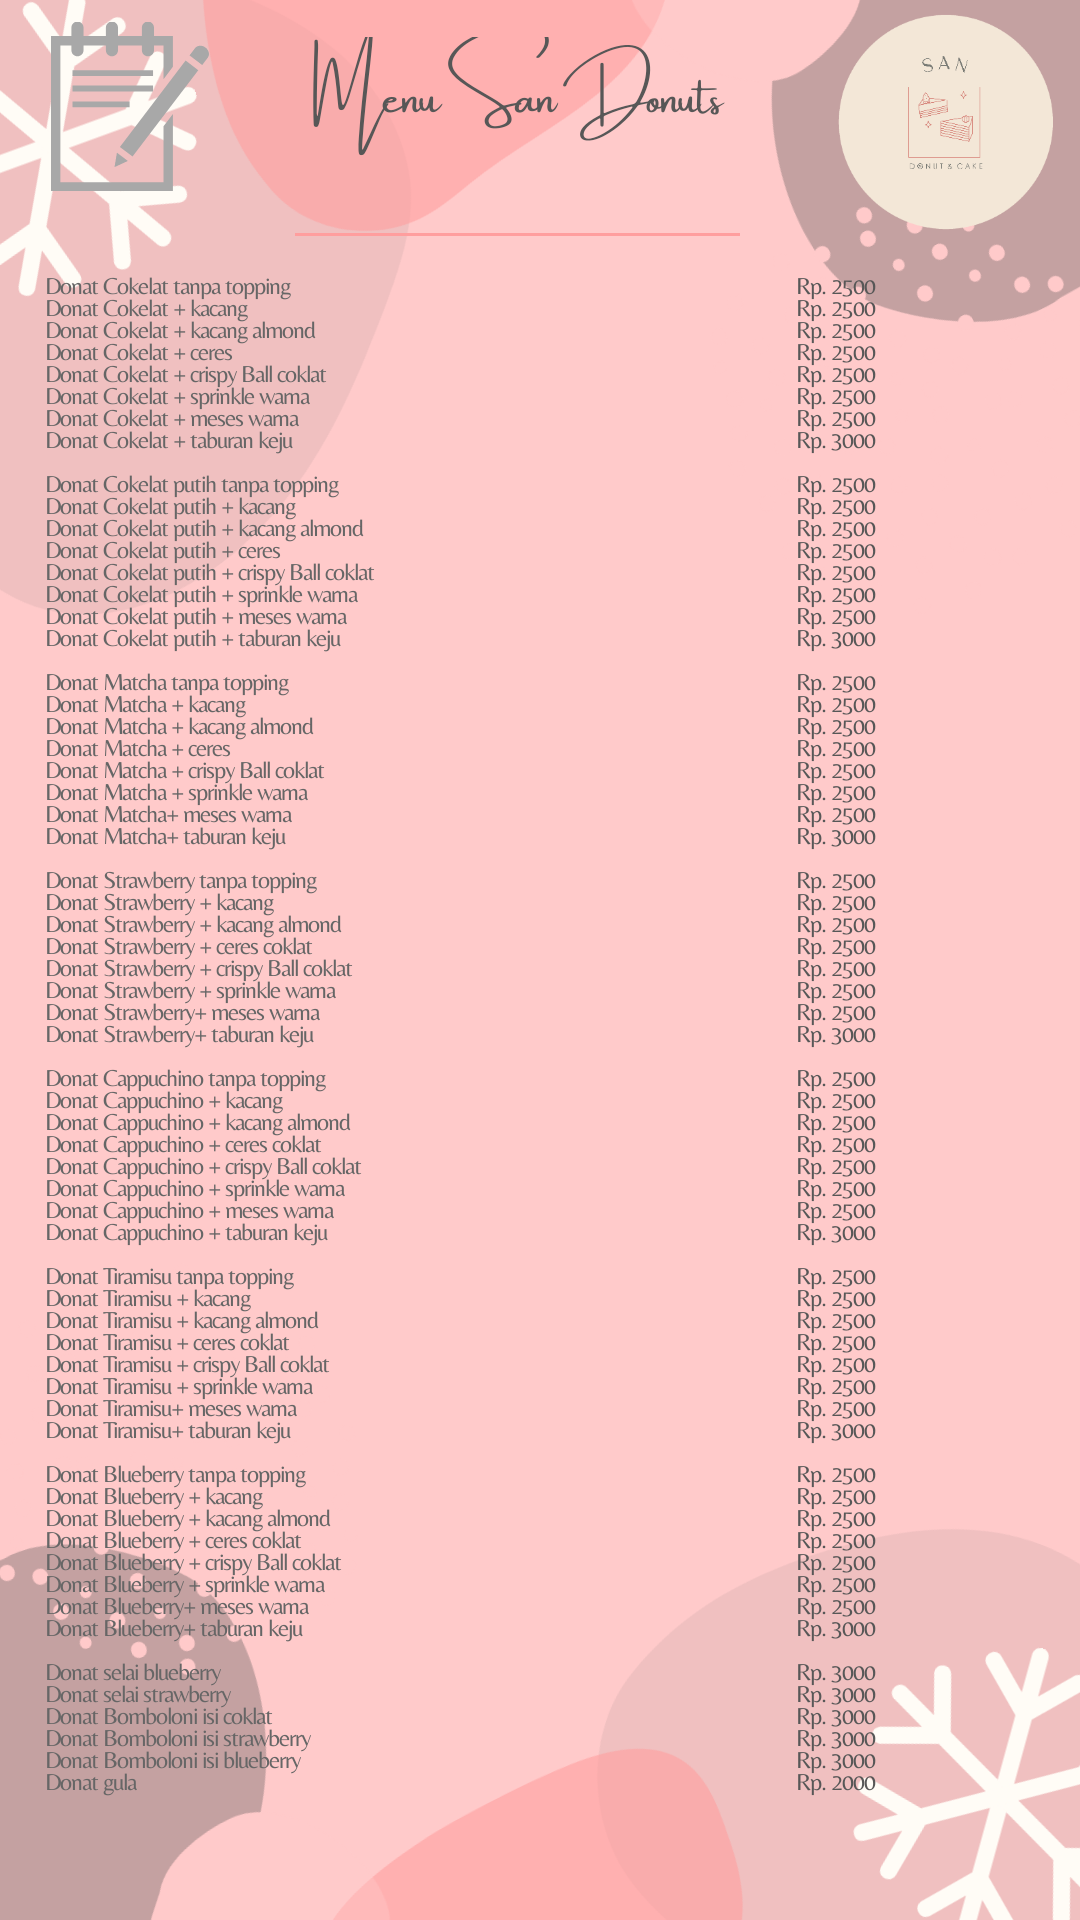 Menu San' Donuts
SAN
DONUT & CAKE
Donat Cokelat tanpa topping Rp. 2500
Donat Cokelat + kacang Rp. 2500
Donat Cokelat + kacang almond Rp. 2500
Donat Cokelat + ceres Rp. 2500
Donat Cokelat + crispy Ball coklat Rp. 2500
Donat Cokelat + sprinkle warna Rp. 2500
Donat Cokelat + meses warna Rp. 2500
Donat Cokelat + taburan keju Rp. 3000
Donat Cokelat putih tanpa topping Rp. 2500
Donat Cokelat putih + kacang Rp. 2500
Donat Cokelat putih + kacang almond Rp. 2500
Donat Cokelat putih + ceres Rp. 2500
Donat Cokelat putih + crispy Ball coklat Rp. 2500
Donat Cokelat putih + sprinkle warna Rp. 2500
Donat Cokelat putih + meses warna Rp. 2500
Donat Cokelat putih + taburan keju Rp. 3000
Donat Matcha tanpa topping Rp. 2500
Donat Matcha + kacang Rp. 2500
Donat Matcha + kacang almond Rp. 2500
Donat Matcha + ceres Rp. 2500
Donat Matcha + crispy Ball coklat Rp. 2500
Donat Matcha + sprinkle warna Rp. 2500
Donat Matcha+ meses warna Rp. 2500
Donat Matcha+ taburan keju Rp. 3000
Donat Strawberry tanpa topping Rp. 2500
Donat Strawberry + kacang Rp. 2500
Donat Strawberry + kacang almond Rp. 2500
Donat Strawberry + ceres coklat Rp. 2500
Donat Strawberry + crispy Ball coklat Rp. 2500
Donat Strawberry + sprinkle warna Rp. 2500
Donat Strawberry+ meses warna Rp. 2500
Donat Strawberry+ taburan keju Rp. 3000
Donat Cappuchino tanpa topping Rp. 2500
Donat Cappuchino + kacang Rp. 2500
Donat Cappuchino + kacang almond Rp. 2500
Donat Cappuchino + ceres coklat Rp. 2500
Donat Cappuchino + crispy Ball coklat Rp. 2500
Donat Cappuchino + sprinkle warna Rp. 2500
Donat Cappuchino + meses warna Rp. 2500
Donat Cappuchino + taburan keju Rp. 3000
Donat Tiramisu tanpa topping Rp. 2500
Donat Tiramisu + kacang Rp. 2500
Donat Tiramisu + kacang almond Rp. 2500
Donat Tiramisu + ceres coklat Rp. 2500
Donat Tiramisu + crispy Ball coklat Rp. 2500
Donat Tiramisu + sprinkle warna Rp. 2500
Donat Tiramisu+ meses warna Rp. 2500
Donat Tiramisu+ taburan keju Rp. 3000
Donat Blueberry tanpa topping Rp. 2500
Donat Blueberry + kacang Rp. 2500
Donat Blueberry + kacang almond Rp. 2500
Donat Blueberry + ceres coklat Rp. 2500
Donat Blueberry + crispy Ball coklat Rp. 2500
Donat Blueberry + sprinkle warna Rp. 2500
Donat Blueberry+ meses warna Rp. 2500
Donat Blueberry+ taburan keju Rp. 3000
Donat selai blueberry Rp. 3000
Donat selai strawberry Rp. 3000
Donat Bomboloni isi coklat Rp. 3000
Donat Bomboloni isi strawberry Rp. 3000
Donat Bomboloni isi blueberry Rp. 3000
Donat gula Rp. 2000